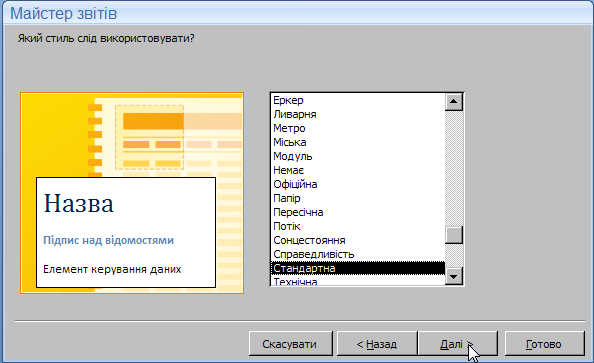 Майстер звітів
Який стиль слід використовувати?
Назва
Підпис над відомостями
Елемент керування даних
Еркер
Ливарня
Метро
Міська
Модуль
Немає
Офіційна
Папір
Пересічна
Потік
Сонцестояння
Справедливість
Стандартна
Технічна
Скасувати
< Назад
Далі >
Готово